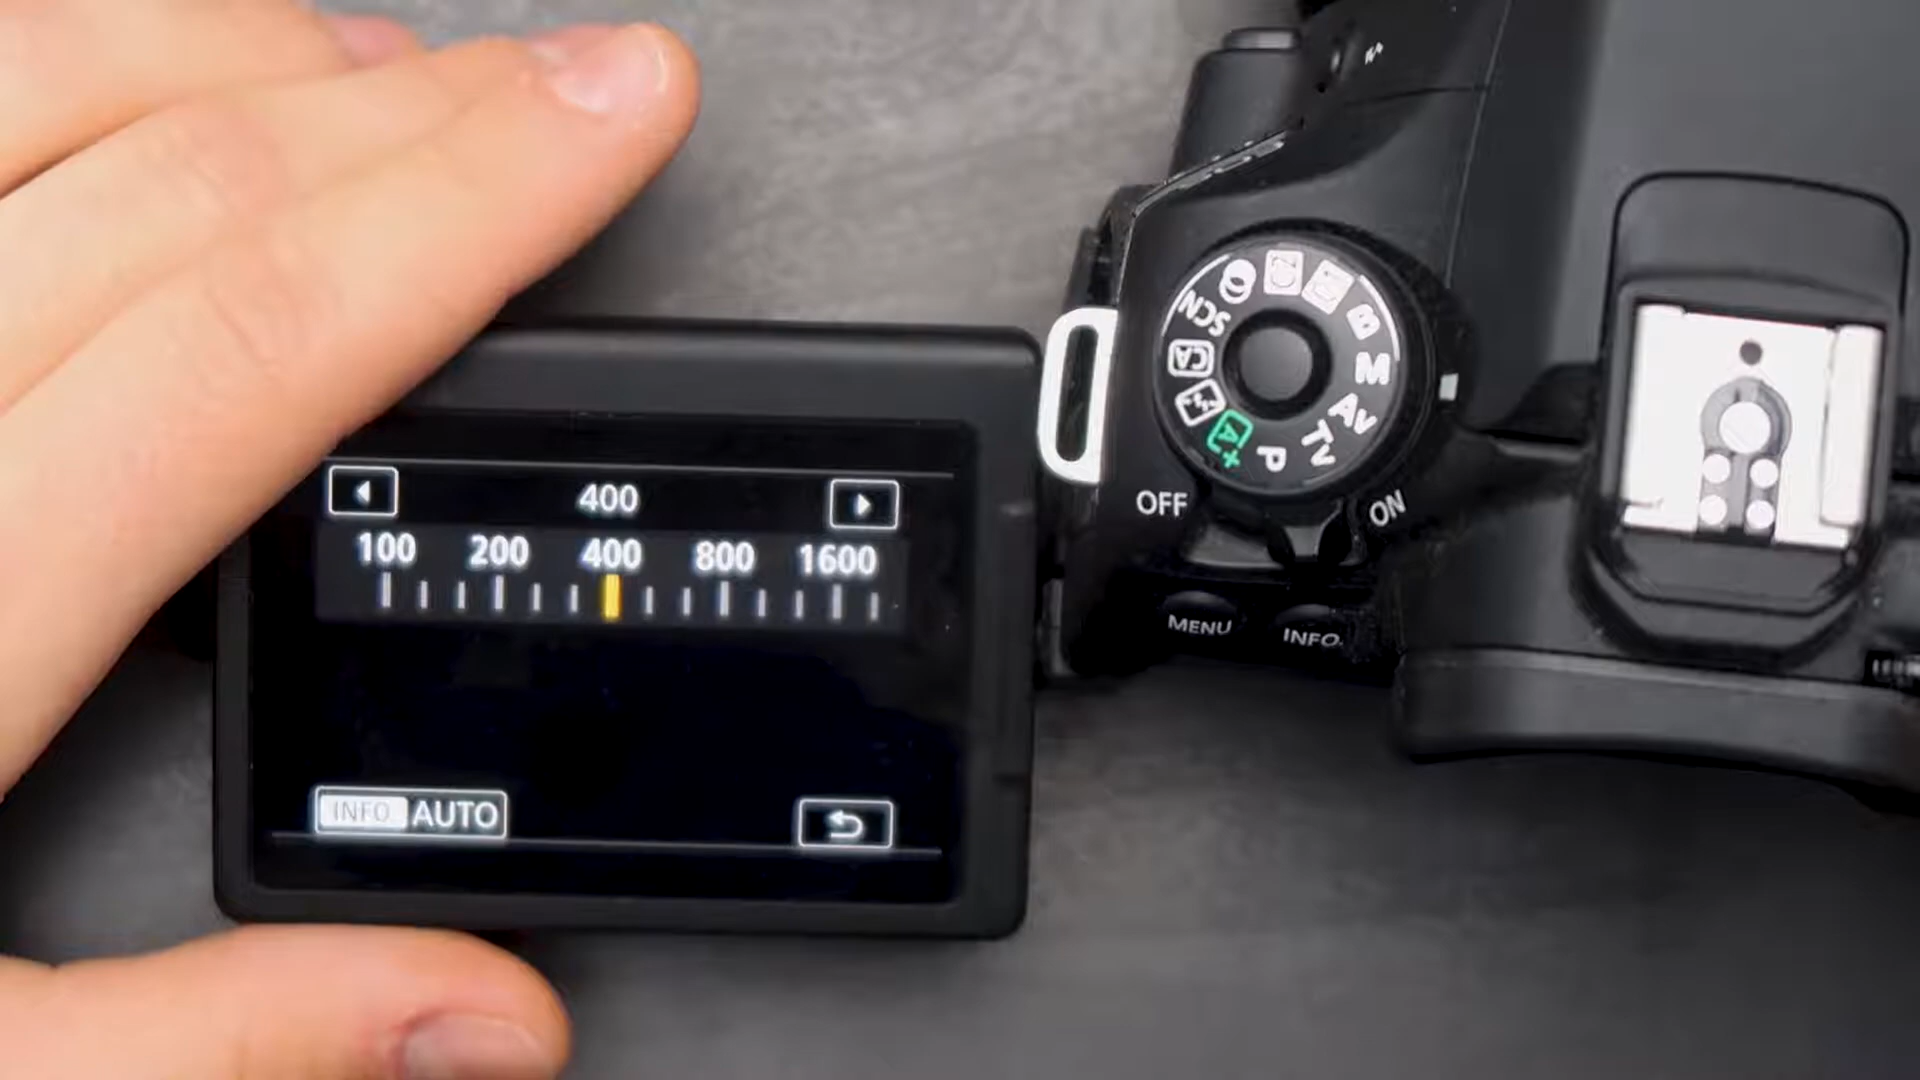 400
100 200 400 800 1600
INFO AUTO
SCN
CA
A+
P
Tv
Av
M
B
OFF
ON
MENU
INFO.